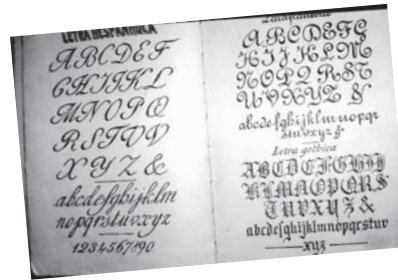 LETRA HESPANHOLA
ABCDEF
GHIJKL
MNOPQ
RSTUV
XYZ &
abcdefghijklm
nopqrstuvxyz
1234567890
ABCDEFG
HIJKLM
NOPQRST
UVXYZ &
abcdefghijklmnopqr
stuvxyz &
Letra gothica
ABCDEFGHIJ
KLMNOPQRS
TUVXYZ &
abcdefghijklmnopqrstuv
xyz